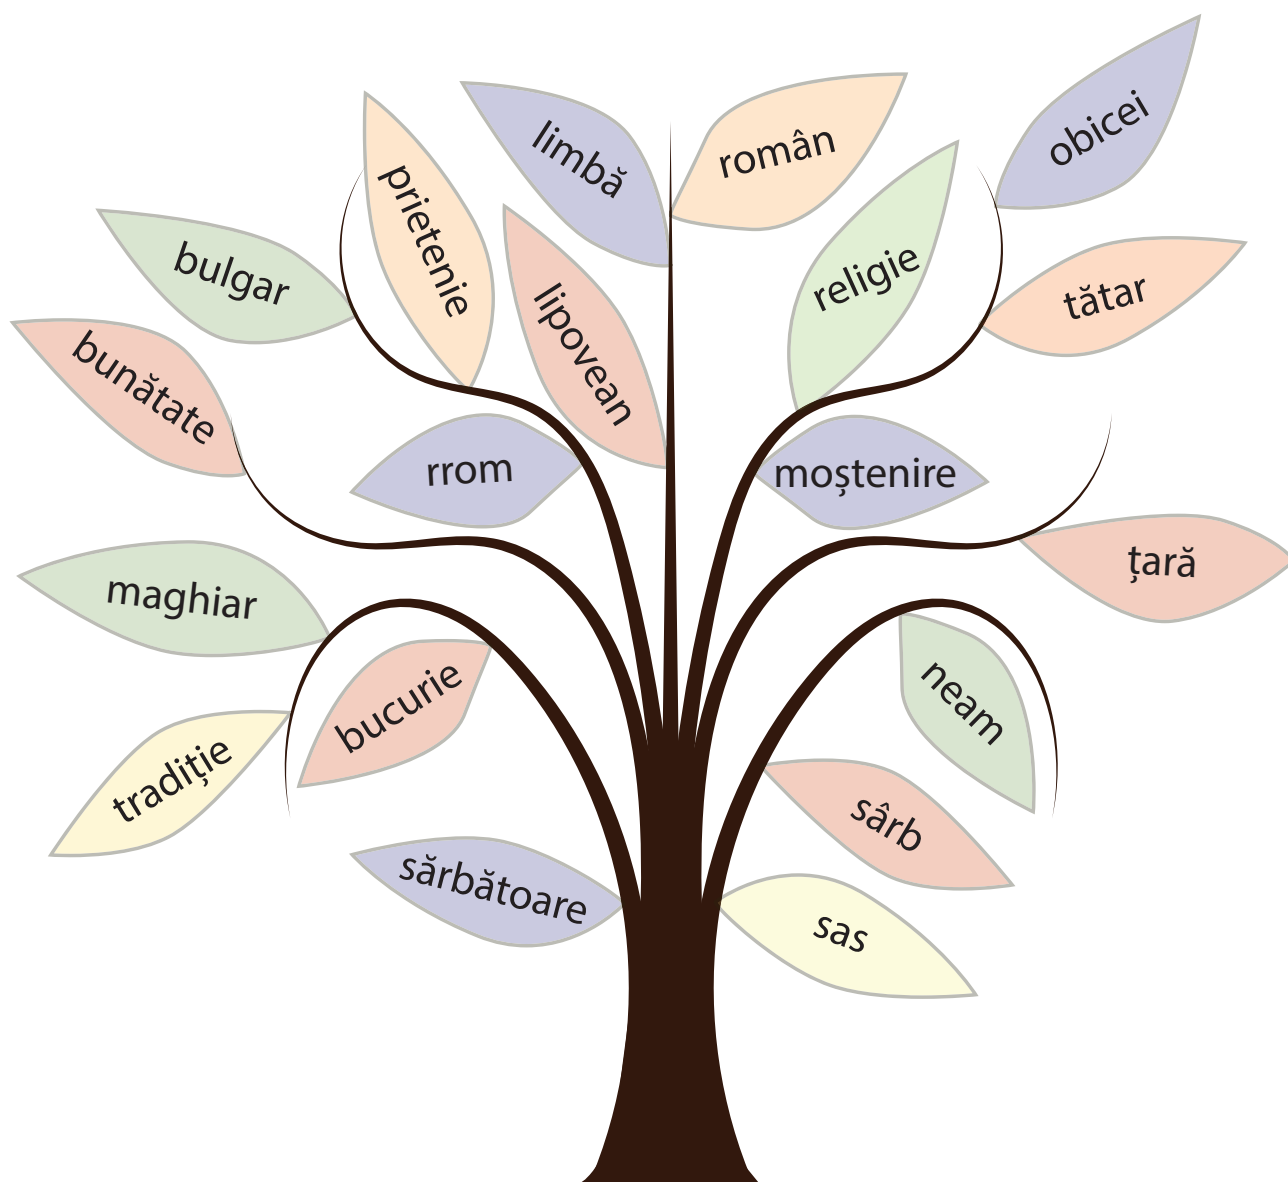 obicei
limbă
român
prietenie
religie
bulgar
tătar
lipovean
bunătate
rrom
moștenire
țară
maghiar
neam
bucurie
tradiție
sârb
sărbătoare
sas